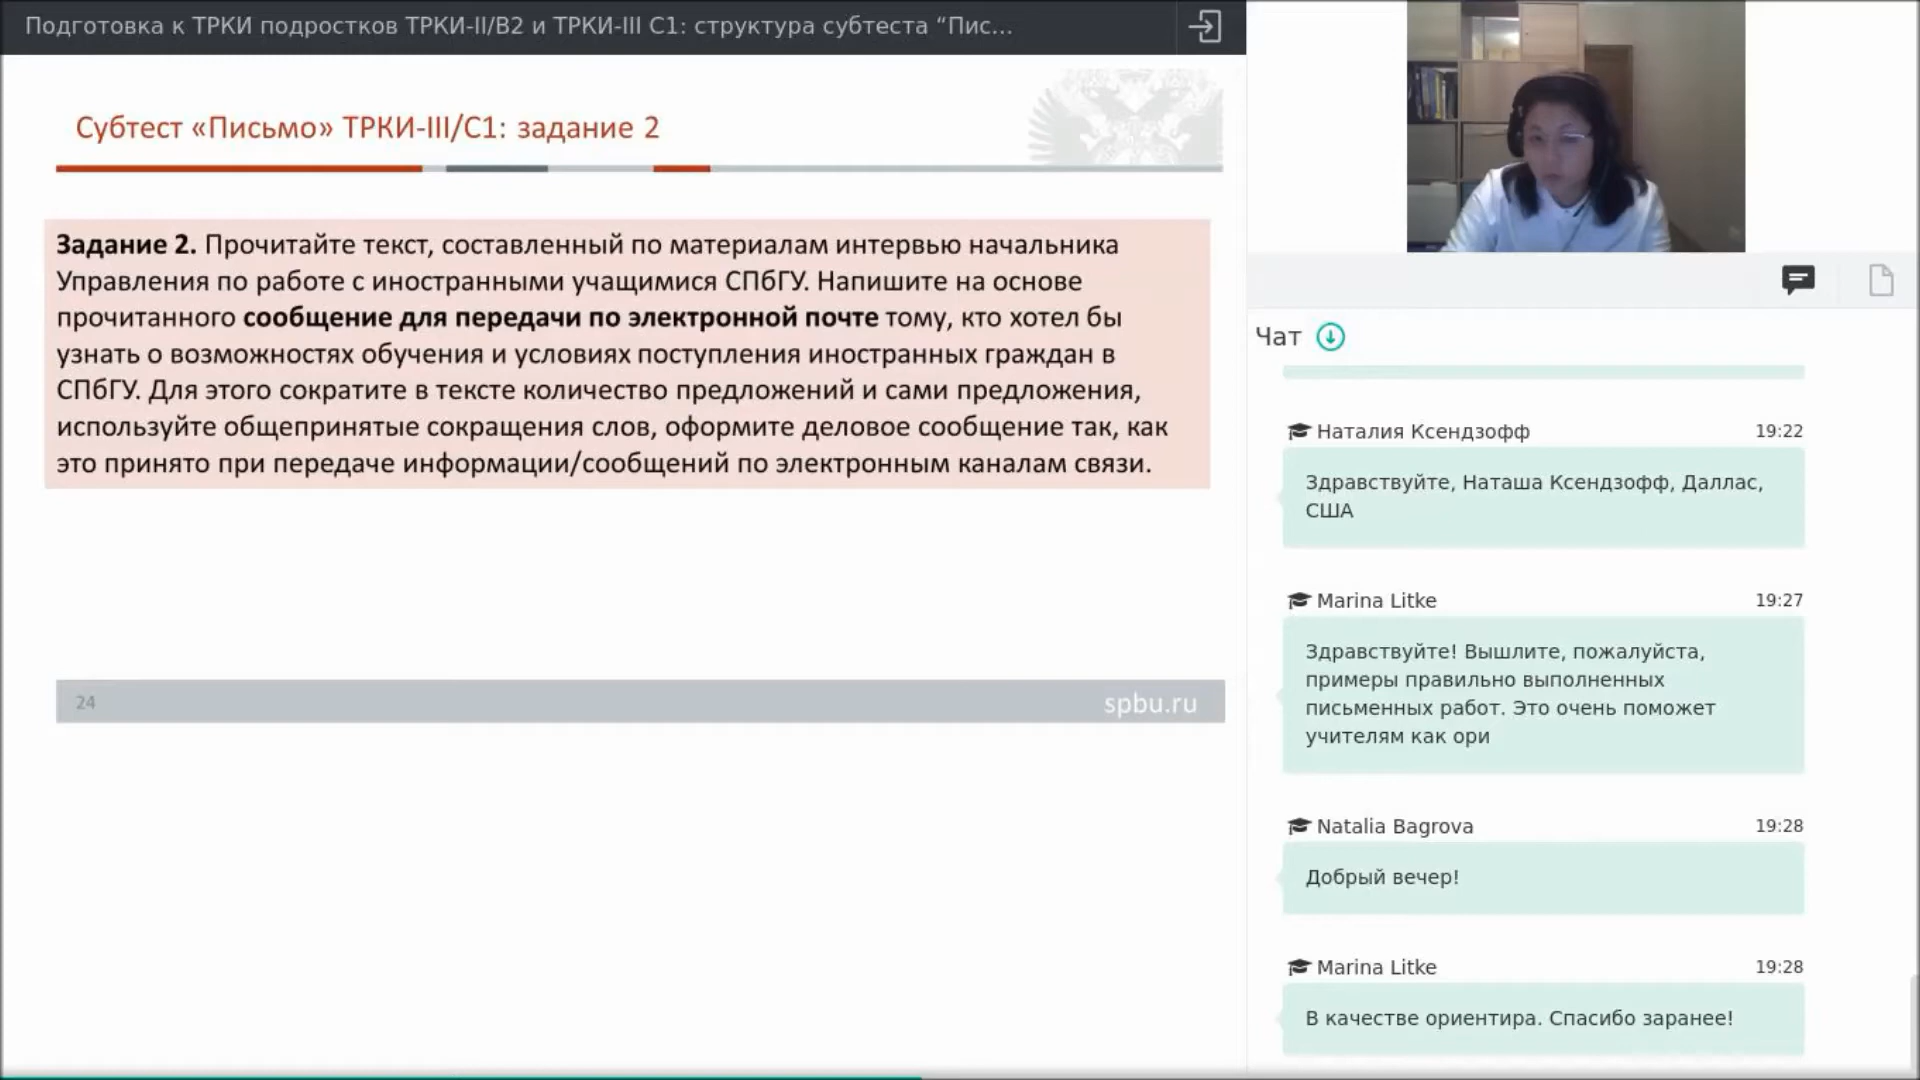 Подготовка к ТРКИ подростков ТРКИ-II/В2 и ТРКИ-III С1: структура субтеста “Пис...
Субтест «Письмо» ТРКИ-III/С1: задание 2
Задание 2. Прочитайте текст, составленный по материалам интервью начальника
Управления по работе с иностранными учащимися СПбГУ. Напишите на основе
прочитанного сообщение для передачи по электронной почте тому, кто хотел бы
узнать о возможностях обучения и условиях поступления иностранных граждан в
СПбГУ. Для этого сократите в тексте количество предложений и сами предложения,
используйте общепринятые сокращения слов, оформите деловое сообщение так, как
это принято при передаче информации/сообщений по электронным каналам связи.
24
spbu.ru
Чат
Наталия Ксендзофф 19:22
Здравствуйте, Наташа Ксендзофф, Даллас,
США
Marina Litke 19:27
Здравствуйте! Вышлите, пожалуйста,
примеры правильно выполненных
письменных работ. Это очень поможет
учителям как ори
Natalia Bagrova 19:28
Добрый вечер!
Marina Litke 19:28
В качестве ориентира. Спасибо заранее!